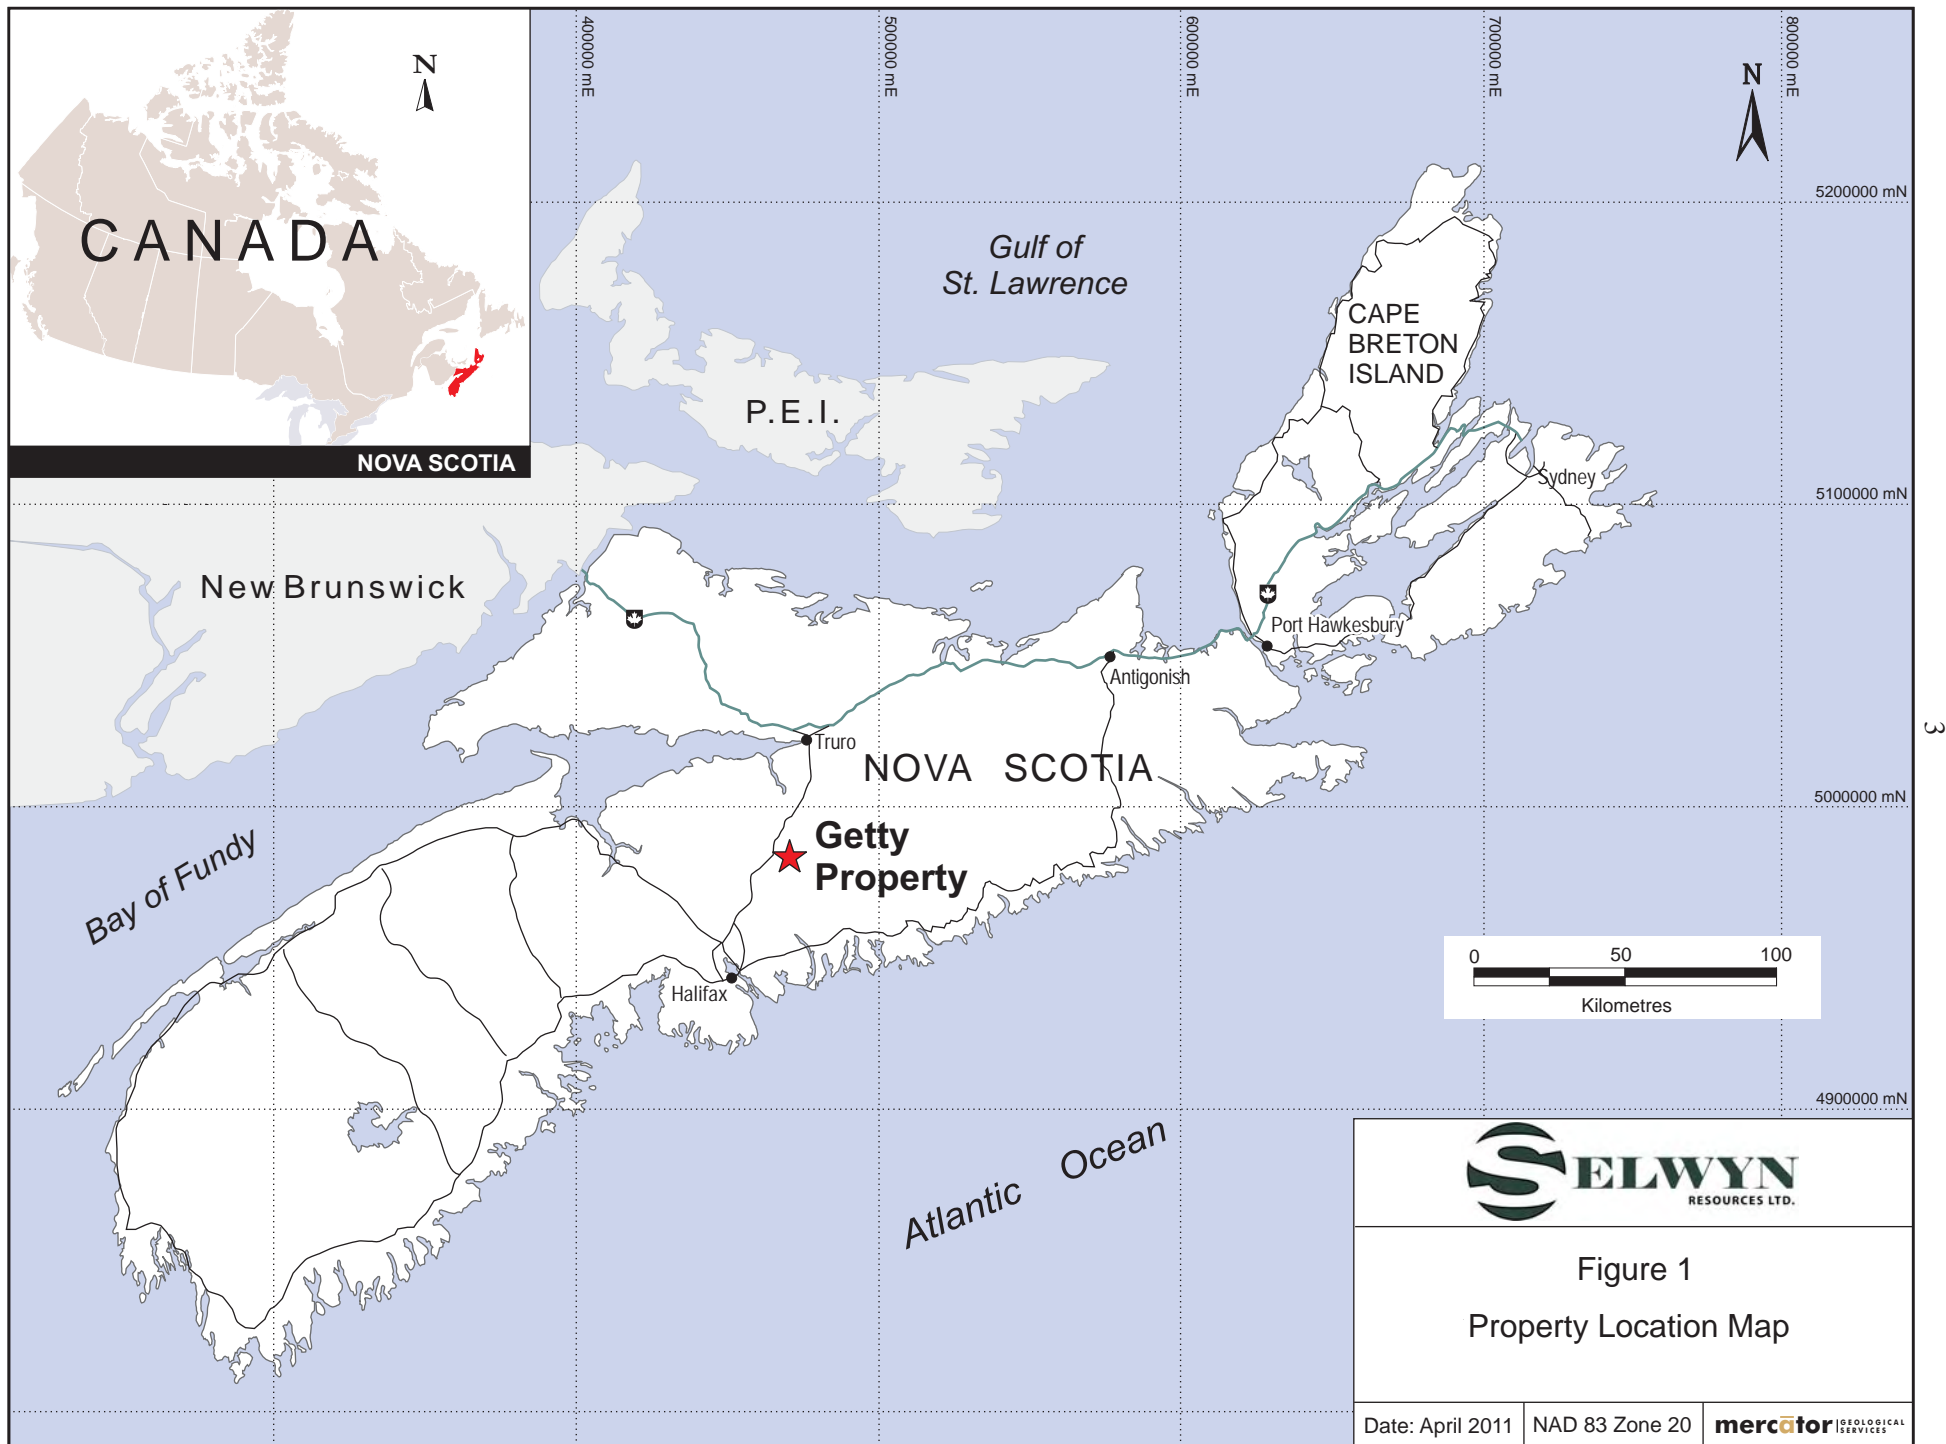 N
CANADA
NOVA SCOTIA
400000 mE
500000 mE
600000 mE
700000 mE
800000 mE
N
5200000 mN
Gulf of
St. Lawrence
CAPE
BRETON
ISLAND
P.E.I.
Sydney
5100000 mN
New Brunswick
Port Hawkesbury
Antigonish
Truro
NOVA SCOTIA
3
5000000 mN
Getty
Property
Bay of Fundy
Halifax
0 50 100
Kilometres
4900000 mN
Atlantic Ocean
SELWYN
RESOURCES LTD.
Figure 1
Property Location Map
Date: April 2011
NAD 83 Zone 20
mercātor GEOLOGICAL
SERVICES